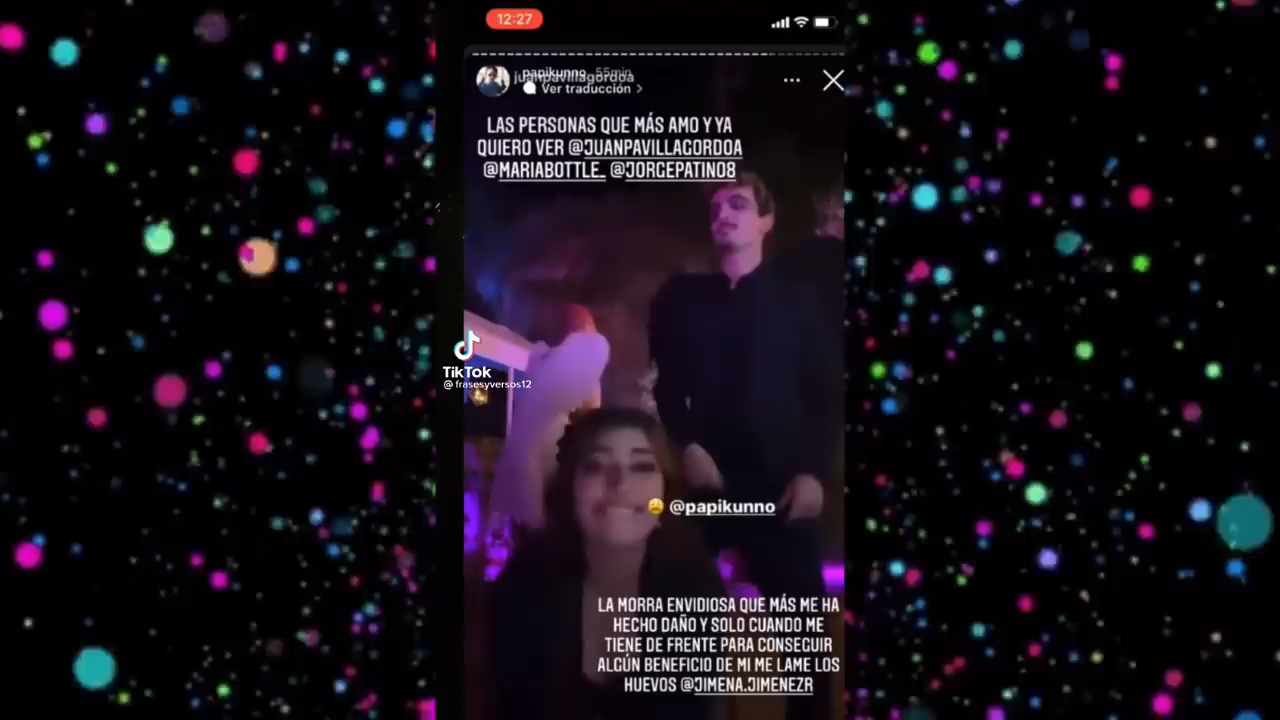 12:27
papikunno 55min
juanpavillagordoa
Ver traducción >
LAS PERSONAS QUE MÁS AMO Y YA
QUIERO VER @JUANPAVILLAGORDOA
@MARIABOTTLE_ @JORGEPATINO8
TikTok
@frasesyversos12
@papikunno
LA MORRA ENVIDIOSA QUE MÁS ME HA
HECHO DAÑO Y SOLO CUANDO ME
TIENE DE FRENTE PARA CONSEGUIR
ALGÚN BENEFICIO DE MI ME LAME LOS
HUEVOS @JIMENA.JIMENEZR